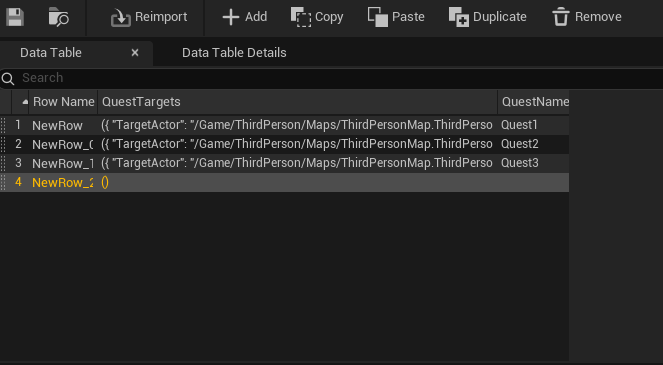 Reimport Add Copy Paste Duplicate Remove
Data Table × Data Table Details
Search
Row Name QuestTargets QuestName
1 NewRow ({ "TargetActor": "/Game/ThirdPerson/Maps/ThirdPersonMap.ThirdPerso Quest1
2 NewRow_0 ({ "TargetActor": "/Game/ThirdPerson/Maps/ThirdPersonMap.ThirdPerso Quest2
3 NewRow_1 ({ "TargetActor": "/Game/ThirdPerson/Maps/ThirdPersonMap.ThirdPerso Quest3
4 NewRow_2 ()